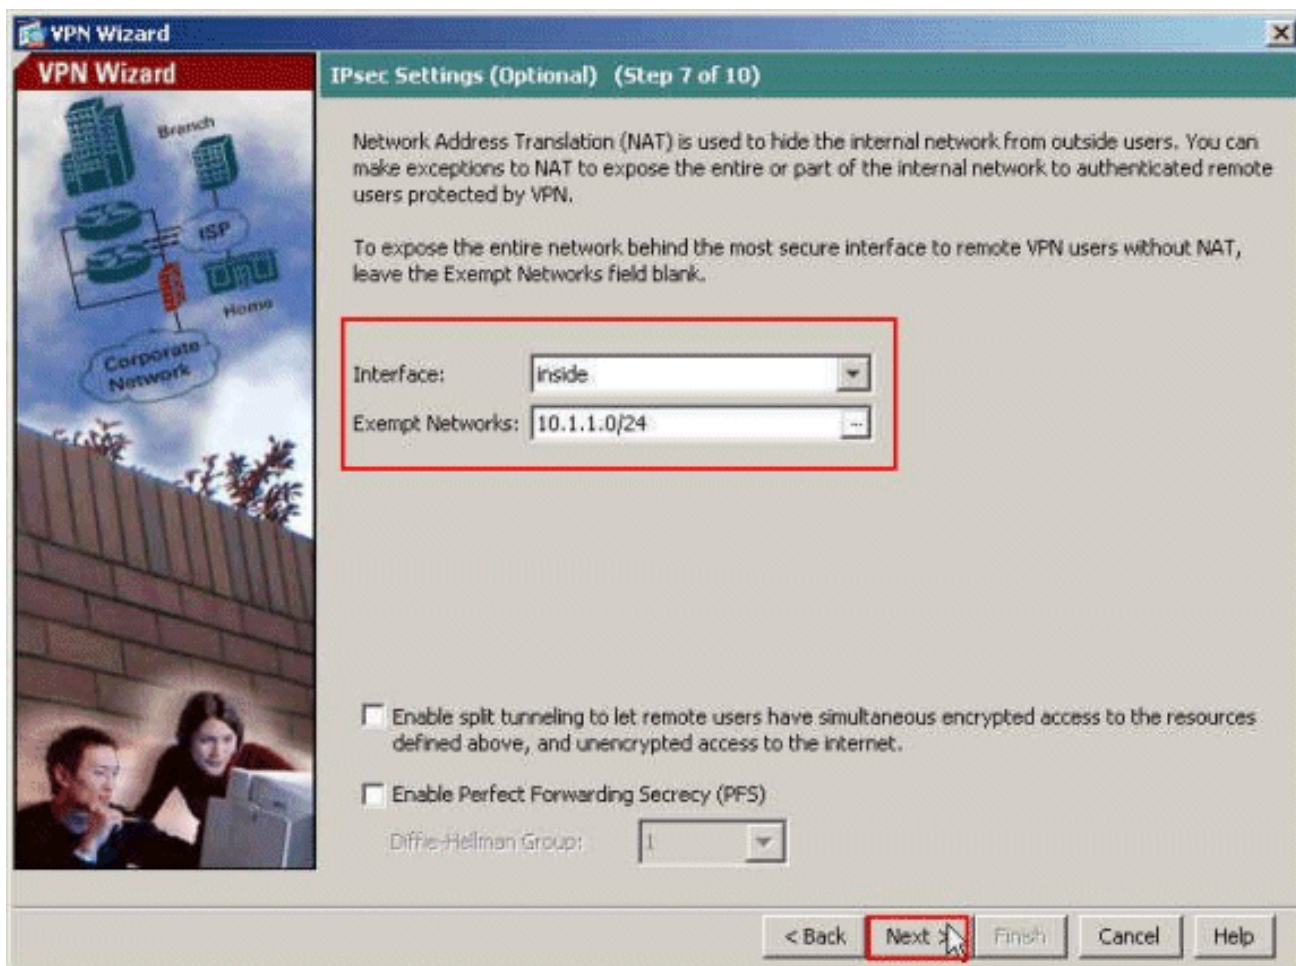 VPN Wizard
VPN Wizard
IPsec Settings (Optional) (Step 7 of 10)
Branch
ISP
Home
Corporate
Network
Network Address Translation (NAT) is used to hide the internal network from outside users. You can
make exceptions to NAT to expose the entire or part of the internal network to authenticated remote
users protected by VPN.
To expose the entire network behind the most secure interface to remote VPN users without NAT,
leave the Exempt Networks field blank.
Interface: inside
Exempt Networks: 10.1.1.0/24 ...
Enable split tunneling to let remote users have simultaneous encrypted access to the resources
defined above, and unencrypted access to the internet.
Enable Perfect Forwarding Secrecy (PFS)
Diffie-Hellman Group: 1
< Back Next > Finish Cancel Help